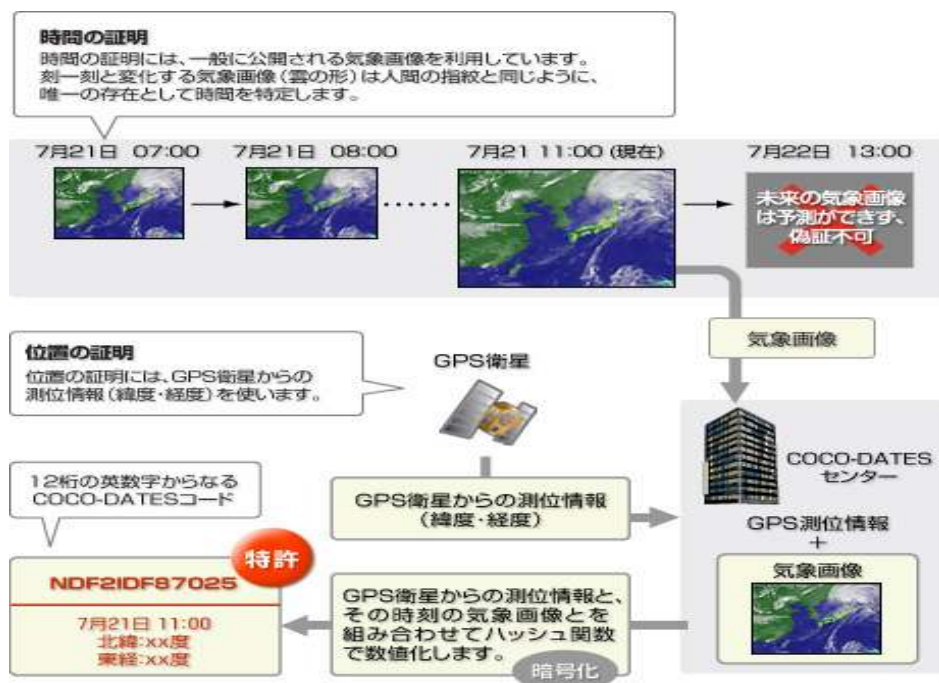 時間の証明
時間の証明には、一般に公開される気象画像を利用しています。
刻一刻と変化する気象画像(雲の形)は人間の指紋と同じように、
唯一の存在として時間を特定します。
7月21日 07:00
7月21日 08:00
7月21 11:00 (現在)
7月22日 13:00
未来の気象画像
は予測ができず、
偽証不可
気象画像
位置の証明
位置の証明には、GPS衛星からの
測位情報(緯度・経度)を使います。
GPS衛星
COCO-DATES
センター
12桁の英数字からなる
COCO-DATESコード
GPS衛星からの測位情報
(緯度・経度)
GPS測位情報
+
気象画像
特許
NDF2IDF87025
7月21日 11:00
北緯:xx度
東経:xx度
GPS衛星からの測位情報と、
その時刻の気象画像とを
組み合わせてハッシュ関数
で数値化します。
暗号化